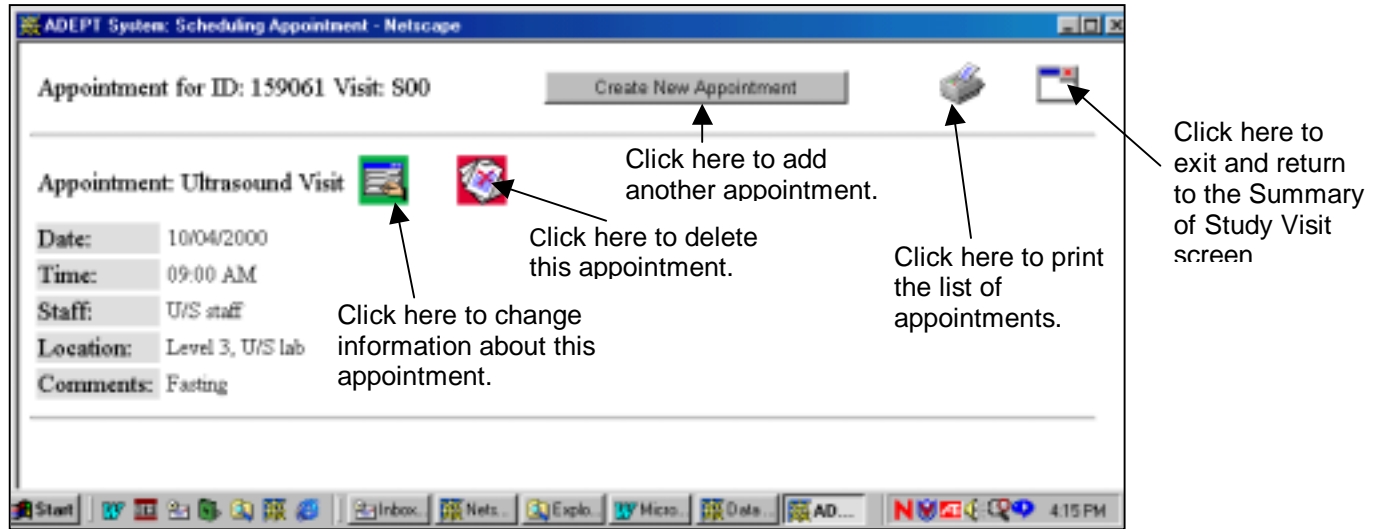 ADEPT System: Scheduling Appointment - Netscape
Appointment for ID: 159061 Visit: S00
Create New Appointment
Click here to add
another appointment.
Click here to
exit and return
to the Summary
of Study Visit
screen
Appointment: Ultrasound Visit
Click here to delete
this appointment.
Click here to print
the list of
appointments.
Date: 10/04/2000
Time: 09:00 AM
Staff: U/S staff
Location: Level 3, U/S lab
Comments: Fasting
Click here to change
information about this
appointment.
Start Inbox... Nets... Explo... Micro... Data... AD... 4:15 PM